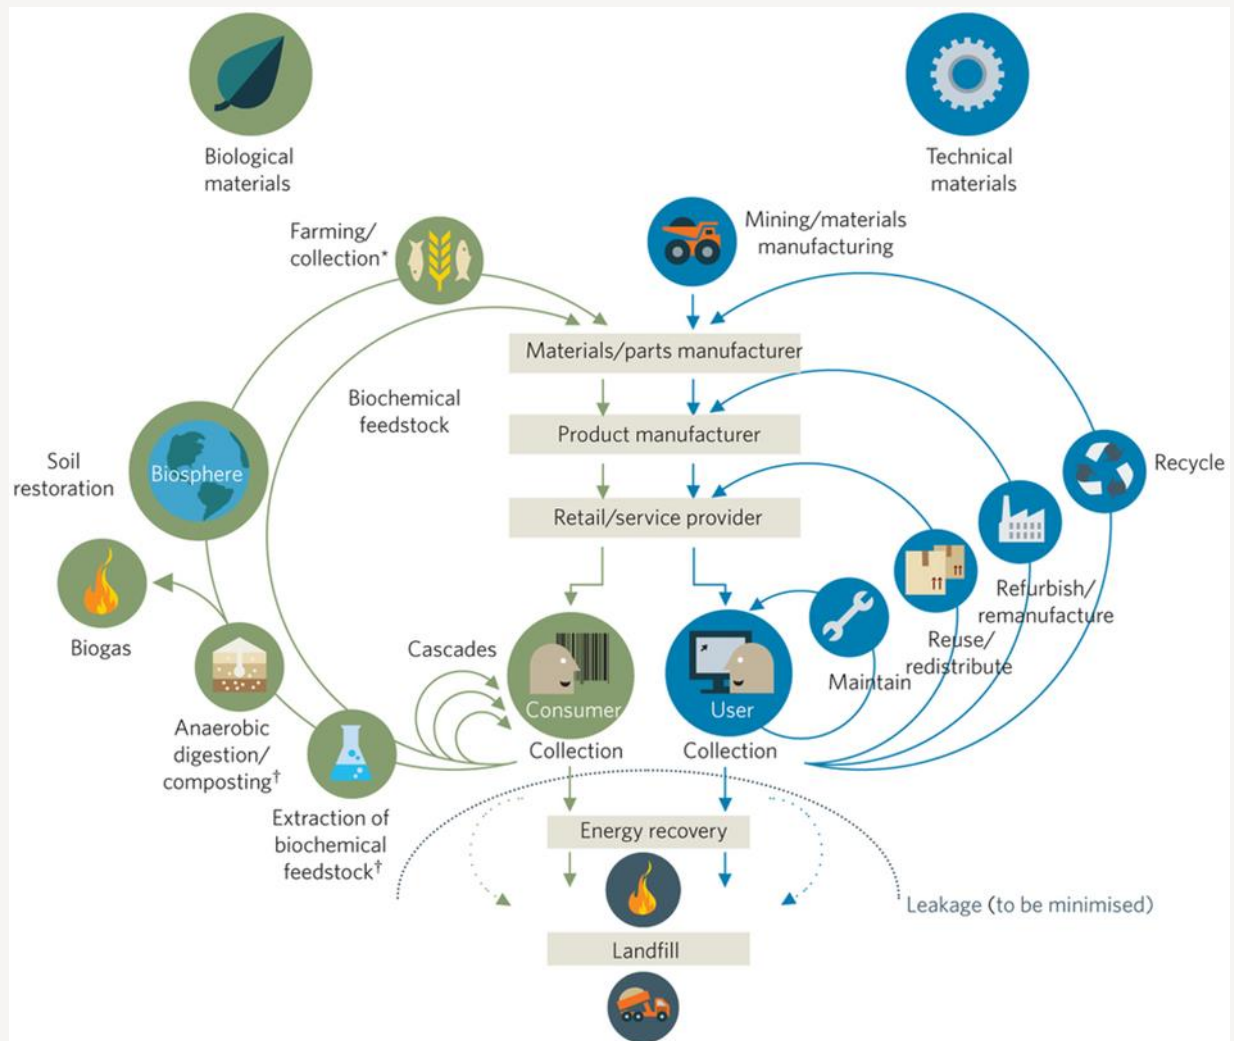 Biological
materials
Technical
materials
Farming/
collection*
Mining/materials
manufacturing
Materials/parts manufacturer
Biochemical
feedstock
Product manufacturer
Soil
restoration
Biosphere
Recycle
Retail/service provider
Biogas
Refurbish/
remanufacture
Reuse/
redistribute
Maintain
Cascades
Consumer
User
Anaerobic
digestion/
composting†
Collection
Collection
Extraction of
biochemical
feedstock†
Energy recovery
Leakage (to be minimised)
Landfill